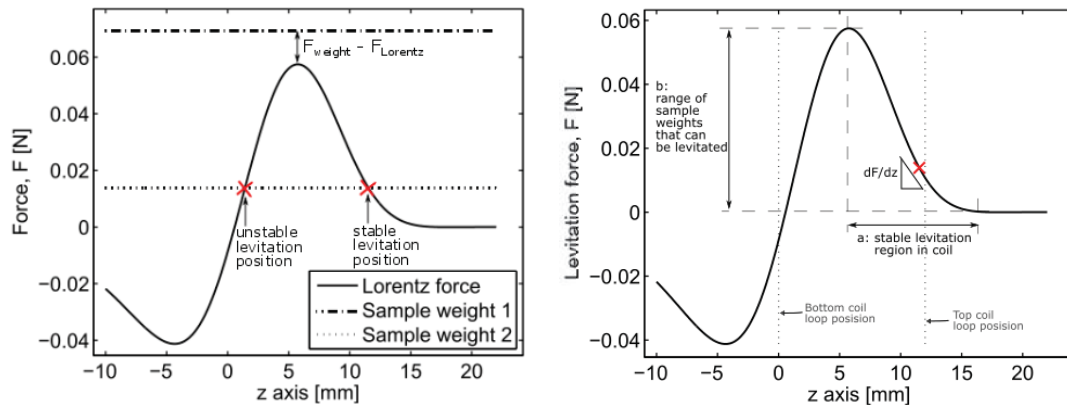 0.06
0.04
0.02
0
−0.02
−0.04
Force, F [N]
−10 −5 0 5 10 15 20
z axis [mm]
Fweight - FLorentz
unstable
levitation
position
stable
levitation
position
Lorentz force
Sample weight 1
Sample weight 2
0.06
0.04
0.02
0
−0.02
−0.04
Levitation force, F [N]
−10 −5 0 5 10 15 20
z axis [mm]
b:
range of
sample
weights
that can
be levitated
dF/dz
a: stable levitation
region in coil
Bottom coil
loop posision
Top coil
loop posision